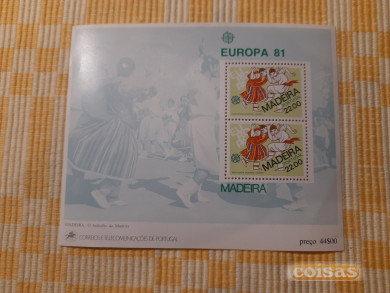 EUROPA 81
MADEIRA
22.00
MADEIRA
22.00
MADEIRA
CORREIOS E TELECOMUNICAÇÕES DE PORTUGAL
preço 44$00
coisas